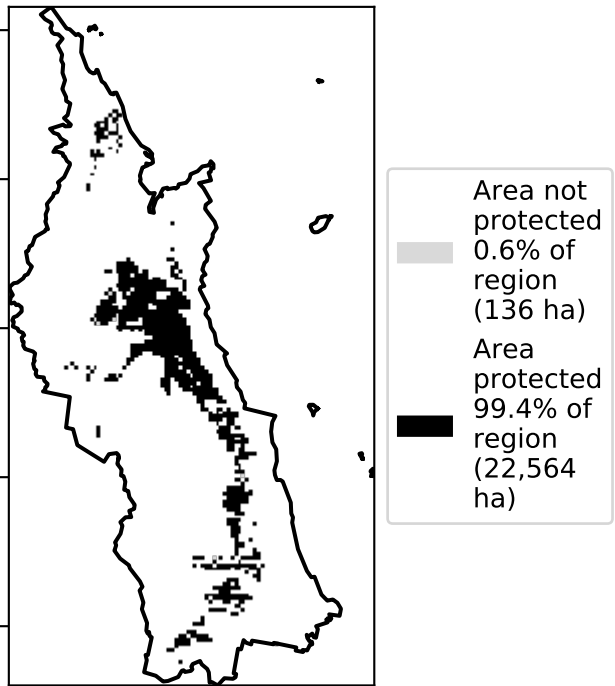 Area not
protected
0.6% of
region
(136 ha)
Area
protected
99.4% of
region
(22,564
ha)